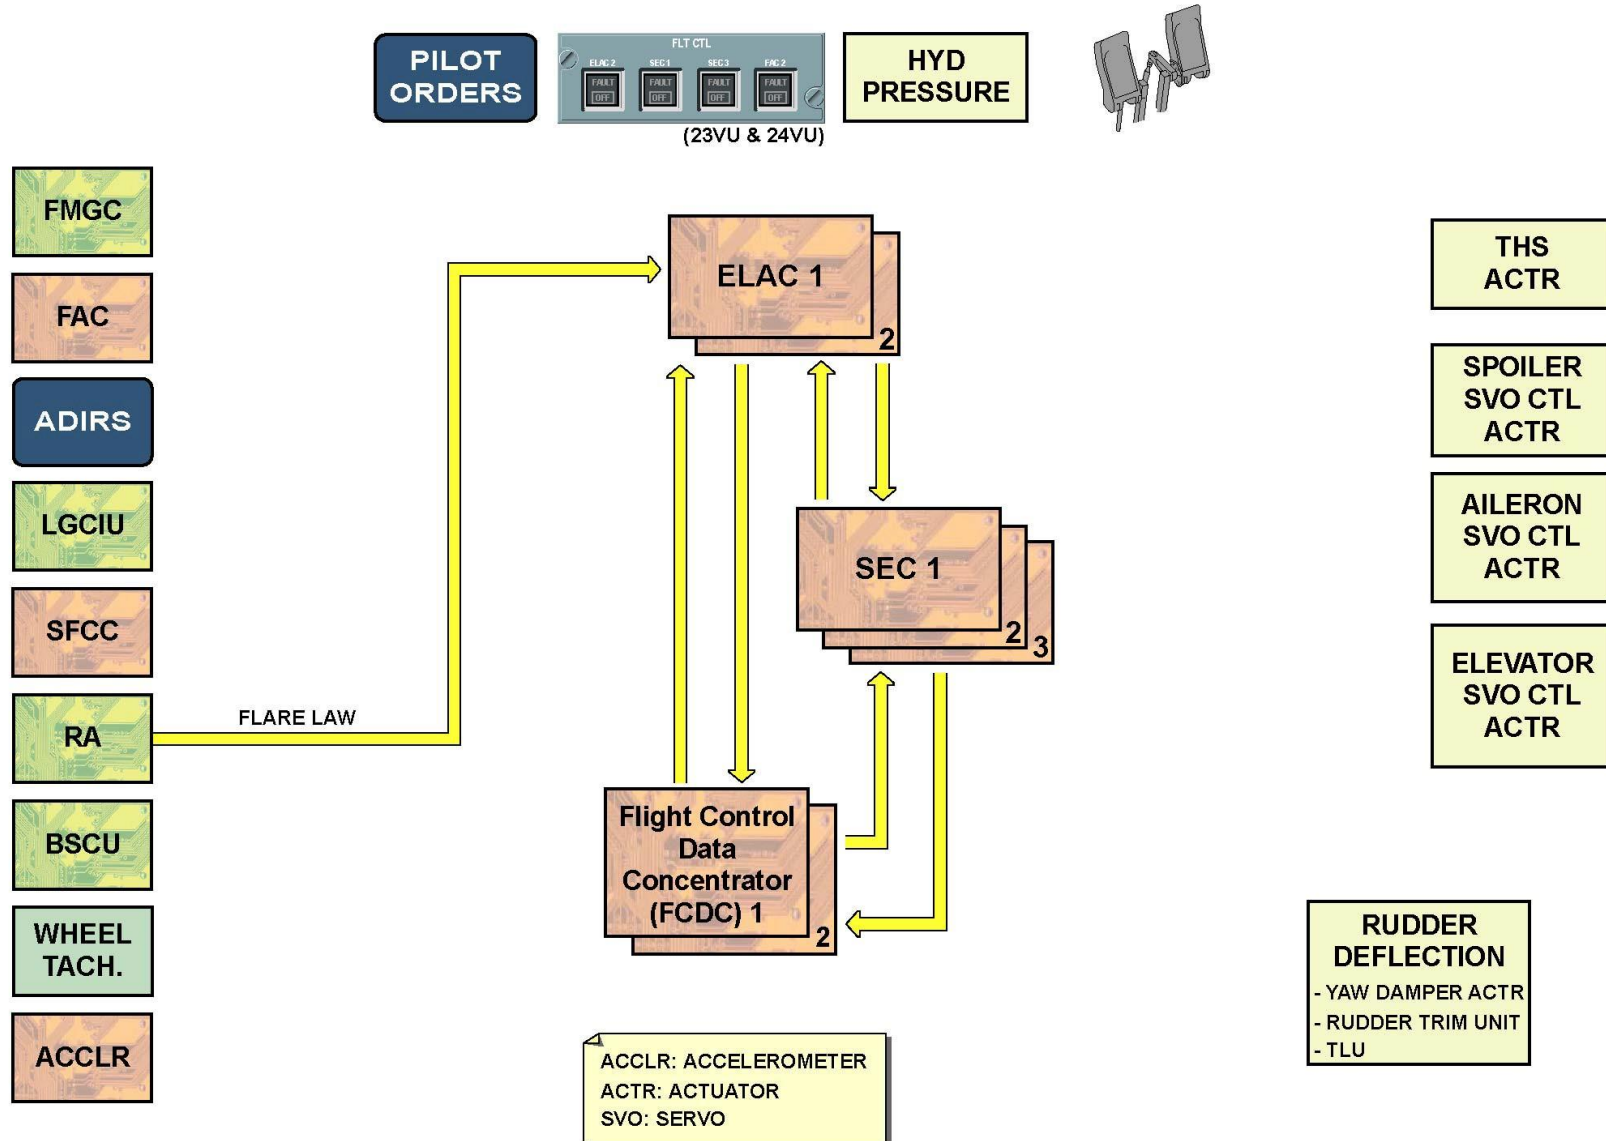 PILOT
ORDERS
FLT CTL
ELAC 2 SEC 1 SEC 3 FAC 2
FAULT FAULT FAULT FAULT
OFF OFF OFF OFF
(23VU & 24VU)
HYD
PRESSURE
FMGC
FAC
ADIRS
LGCIU
SFCC
RA
BSCU
WHEEL
TACH.
ACCLR
FLARE LAW
ELAC 1
2
SEC 1
2
3
Flight Control
Data
Concentrator
(FCDC) 1
2
THS
ACTR
SPOILER
SVO CTL
ACTR
AILERON
SVO CTL
ACTR
ELEVATOR
SVO CTL
ACTR
RUDDER
DEFLECTION
- YAW DAMPER ACTR
- RUDDER TRIM UNIT
- TLU
ACCLR: ACCELEROMETER
ACTR: ACTUATOR
SVO: SERVO